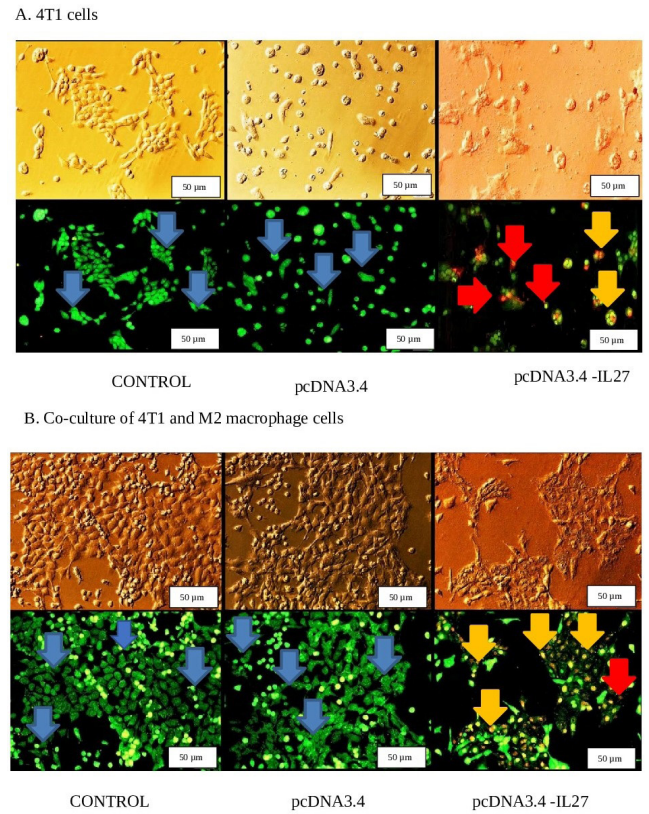 A. 4T1 cells
50 µm
50 µm
50 µm
50 µm
50 µm
50 µm
CONTROL
pcDNA3.4
pcDNA3.4 -IL27
B. Co-culture of 4T1 and M2 macrophage cells
50 µm
50 µm
50 µm
50 µm
50 µm
50 µm
CONTROL
pcDNA3.4
pcDNA3.4 -IL27